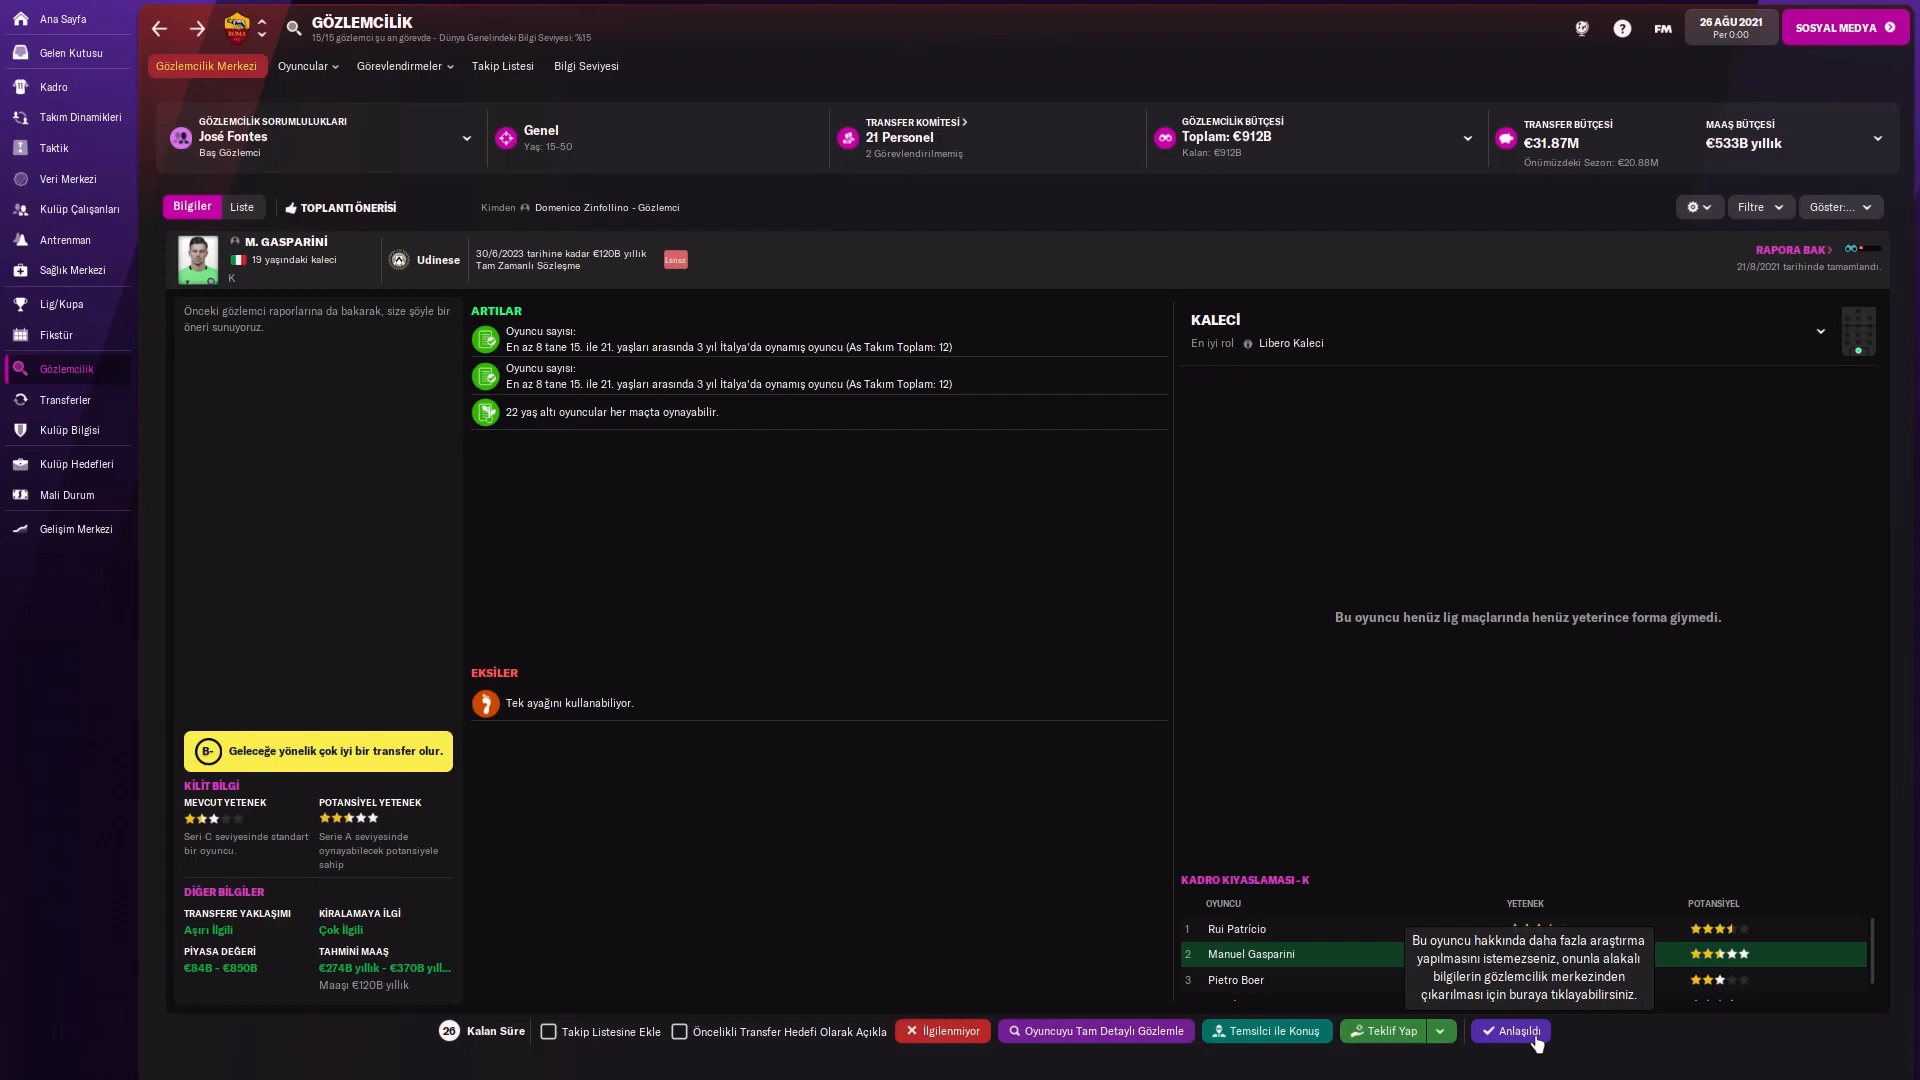 Ana Sayfa
Gelen Kutusu
Kadro
Takım Dinamikleri
Taktik
Veri Merkezi
Kulüp Çalışanları
Antrenman
Sağlık Merkezi
Lig/Kupa
Fikstür
Gözlemcilik
Transferler
Kulüp Bilgisi
Kulüp Hedefleri
Mali Durum
Gelişim Merkezi
ROMA
GÖZLEMCİLİK
15/15 gözlemci şu an görevde - Dünya Genelindeki Bilgi Seviyesi: %15
?
FM
26 AĞU 2021
Per 0:00
SOSYAL MEDYA
Gözlemcilik Merkezi
Oyuncular
Görevlendirmeler
Takip Listesi
Bilgi Seviyesi
GÖZLEMCİLİK SORUMLULUKLARI
José Fontes
Baş Gözlemci
Genel
Yaş: 15-50
TRANSFER KOMİTESİ >
21 Personel
2 Görevlendirilmemiş
GÖZLEMCİLİK BÜTÇESİ
Toplam: €912B
Kalan: €912B
TRANSFER BÜTÇESİ
€31.87M
Önümüzdeki Sezon: €20.88M
MAAŞ BÜTÇESİ
€533B yıllık
Bilgiler
Liste
TOPLANTI ÖNERİSİ
Kimden Domenico Zinfollino - Gözlemci
Filtre
Göster:...
M. GASPARİNİ
19 yaşındaki kaleci
K
Udinese
30/6/2023 tarihine kadar €120B yıllık
Tam Zamanlı Sözleşme
Lsnsz
RAPORA BAK >
21/8/2021 tarihinde tamamlandı.
Önceki gözlemci raporlarına da bakarak, size şöyle bir
öneri sunuyoruz.
B-
Geleceğe yönelik çok iyi bir transfer olur.
KİLİT BİLGİ
MEVCUT YETENEK
Seri C seviyesinde standart
bir oyuncu.
POTANSİYEL YETENEK
Serie A seviyesinde
oynayabilecek potansiyele
sahip
DİĞER BİLGİLER
TRANSFERE YAKLAŞIMI
Aşırı İlgili
KİRALAMAYA İLGİ
Çok İlgili
PİYASA DEĞERİ
€84B - €850B
TAHMİNİ MAAŞ
€274B yıllık - €370B yıll...
Maaşı €120B yıllık
ARTILAR
Oyuncu sayısı:
En az 8 tane 15. ile 21. yaşları arasında 3 yıl İtalya'da oynamış oyuncu (As Takım Toplam: 12)
Oyuncu sayısı:
En az 8 tane 15. ile 21. yaşları arasında 3 yıl İtalya'da oynamış oyuncu (As Takım Toplam: 12)
22 yaş altı oyuncular her maçta oynayabilir.
EKSİLER
Tek ayağını kullanabiliyor.
KALECİ
En iyi rol Libero Kaleci
Bu oyuncu henüz lig maçlarında henüz yeterince forma giymedi.
KADRO KIYASLAMASI - K
OYUNCU YETENEK POTANSİYEL
1 Rui Patrício
2 Manuel Gasparini
3 Pietro Boer
Bu oyuncu hakkında daha fazla araştırma
yapılmasını istemezseniz, onunla alakalı
bilgilerin gözlemcilik merkezinden
çıkarılması için buraya tıklayabilirsiniz.
26 Kalan Süre
Takip Listesine Ekle
Öncelikli Transfer Hedefi Olarak Açıkla
İlgilenmiyor
Oyuncuyu Tam Detaylı Gözlemle
Temsilci ile Konuş
Teklif Yap
Anlaşıldı